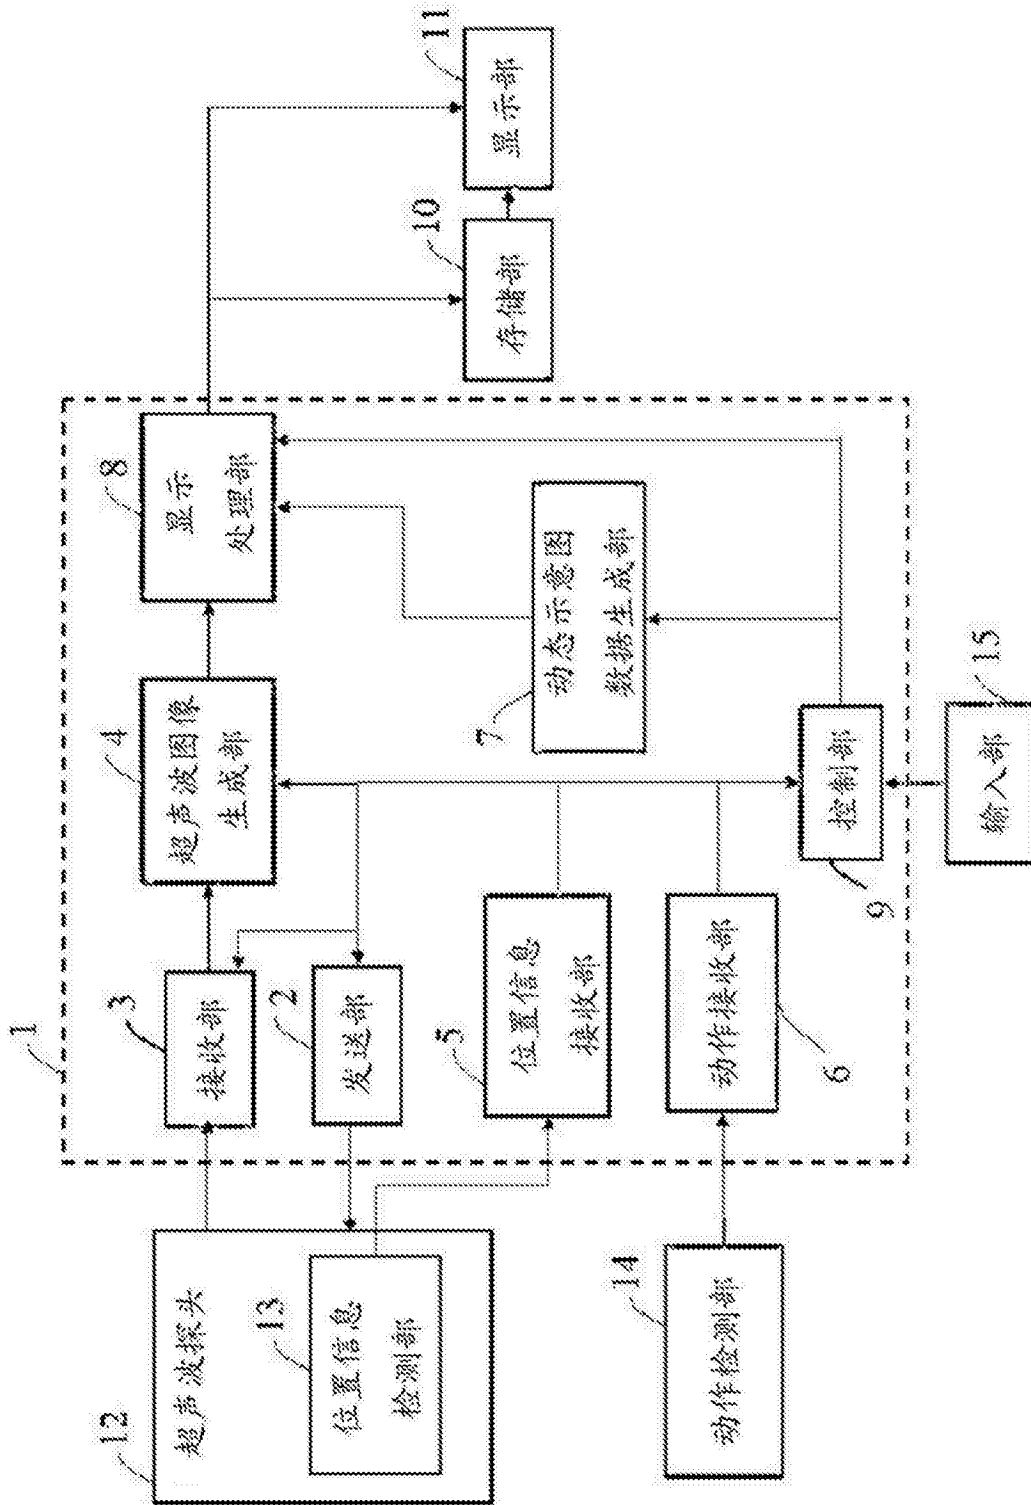 1
12
超声波探头
13
位置信息
检测部
3
接收部
2
发送部
4
超声波图像
生成部
8
显示
处理部
11
显示部
10
存储部
5
位置信息
接收部
7
动态示意图
数据生成部
14
动作检测部
6
动作接收部
9
控制部
15
输入部